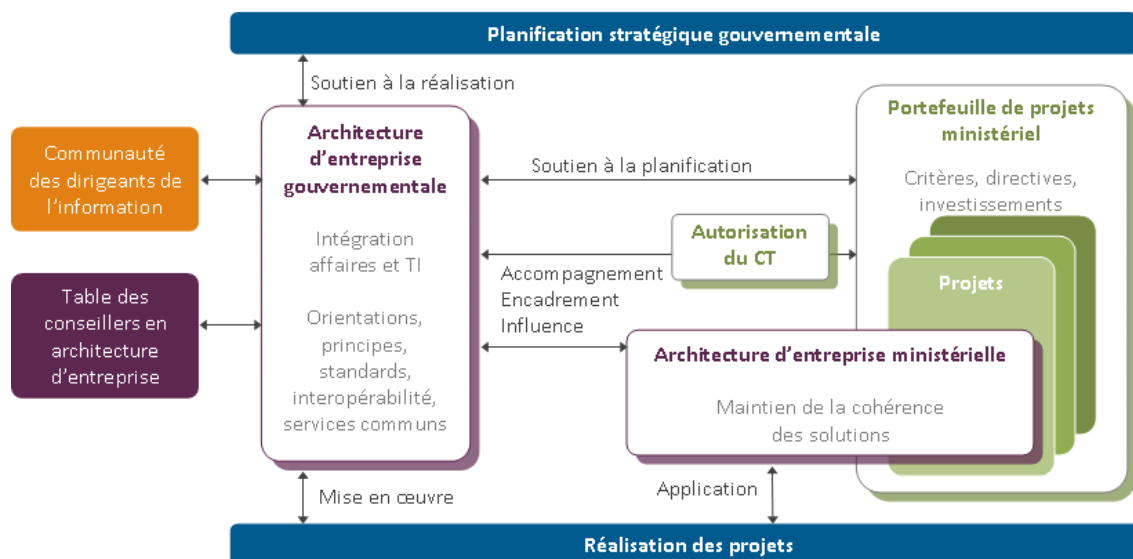 Planification stratégique gouvernementale
Soutien à la réalisation
Communauté
des dirigeants de
l'information
Table des
conseillers en
architecture
d'entreprise
Architecture
d'entreprise
gouvernementale
Intégration
affaires et TI
Orientations,
principes,
standards,
interopérabilité,
services communs
Soutien à la planification
Autorisation
du CT
Accompagnement
Encadrement
Influence
Portefeuille de projets
ministériel
Critères, directives,
investissements
Projets
Architecture d'entreprise ministérielle
Maintien de la cohérence
des solutions
Mise en œuvre
Application
Réalisation des projets